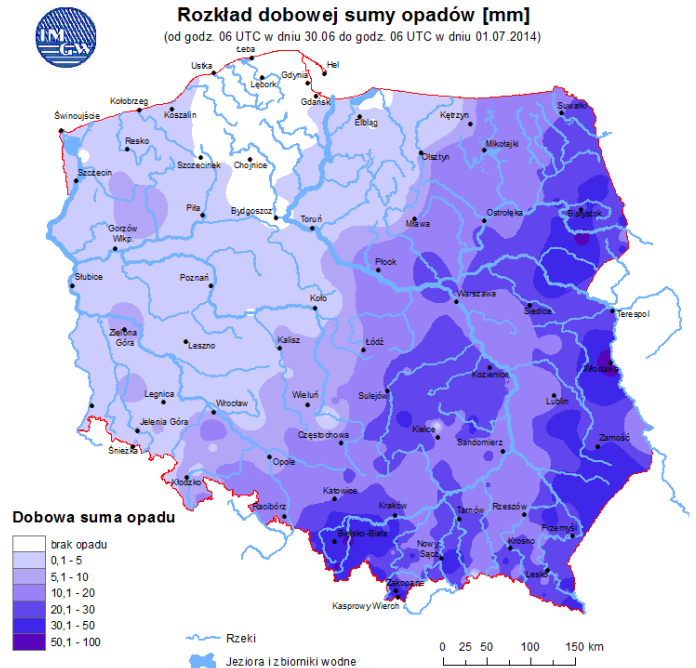 Rozkład dobowej sumy opadów [mm]
(od godz. 06 UTC w dniu 30.06 do godz. 06 UTC w dniu 01.07.2014)
IM
GW
Łeba
Ustka
Hel
Lębork
Gdynia
Gdańsk
Kołobrzeg
Koszalin
Świnoujście
Elbląg
Kętrzyn
Suwałki
Resko
Mikołajki
Szczecinek
Chojnice
Olsztyn
Szczecin
Piła
Bydgoszcz
Toruń
Mława
Ostrołęka
Białystok
Gorzów
Wlkp.
Płock
Słubice
Poznań
Koło
Warszawa
Siedlce
Terespol
Zielona
Góra
Leszno
Kalisz
Łódź
Kozienice
Włodawa
Legnica
Wrocław
Wieluń
Sulejów
Lublin
Jelenia Góra
Częstochowa
Kielce
Sandomierz
Zamość
Śnieżka
Opole
Kłodzko
Katowice
Racibórz
Kraków
Tarnów
Rzeszów
Przemyśl
Bielsko-Biała
Nowy
Sącz
Krosno
Lesko
Zakopane
Kasprowy Wierch
Dobowa suma opadu
brak opadu
0,1 - 5
5,1 - 10
10,1 - 20
20,1 - 30
30,1 - 50
50,1 - 100
Rzeki
Jeziora i zbiorniki wodne
0 25 50 100 150 km